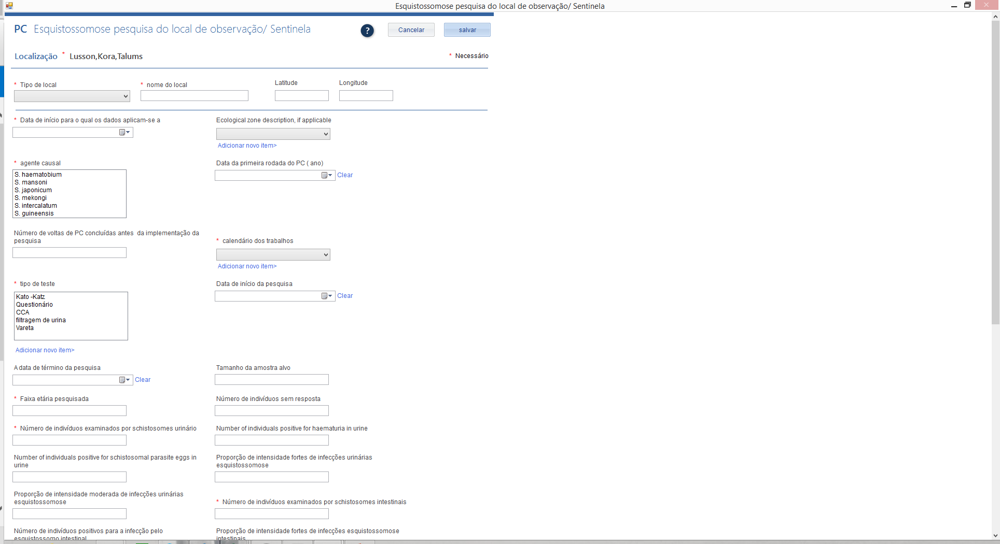 Esquistossomose pesquisa do local de observação/ Sentinela
PC Esquistossomose pesquisa do local de observação/ Sentinela
?
Cancelar
salvar
Localização * Lusson,Kora,Talums
* Necessário
* Tipo de local
* nome do local
Latitude
Longitude
* Data de início para o qual os dados aplicam-se a
Ecological zone description, if applicable
Adicionar novo item>
* agente causal
Data da primeira rodada do PC ( ano)
S. haematobium
S. mansoni
S. japonicum
S. mekongi
S. intercalatum
S. guineensis
Clear
Número de voltas de PC concluídas antes  da implementação da
pesquisa
* calendário dos trabalhos
Adicionar novo item>
* tipo de teste
Data de início da pesquisa
Kato -Katz
Questionário
CCA
filtragem de urina
Vareta
Clear
Adicionar novo item>
A data de término da pesquisa
Tamanho da amostra alvo
Clear
* Faixa etária pesquisada
Número de indivíduos sem resposta
* Número de indivíduos examinados por schistosomes urinário
Number of individuals positive for haematuria in urine
Number of individuals positive for schistosomal parasite eggs in
urine
Proporção de intensidade fortes de infecções urinárias
esquistossomose
Proporção de intensidade moderada de infecções urinárias
esquistossomose
* Número de indivíduos examinados por schistosomes intestinais
Número de indivíduos positivos para a infecção pelo
esquistossomo intestinal
Proporção de intensidade fortes de infecções esquistossomose
intestinais